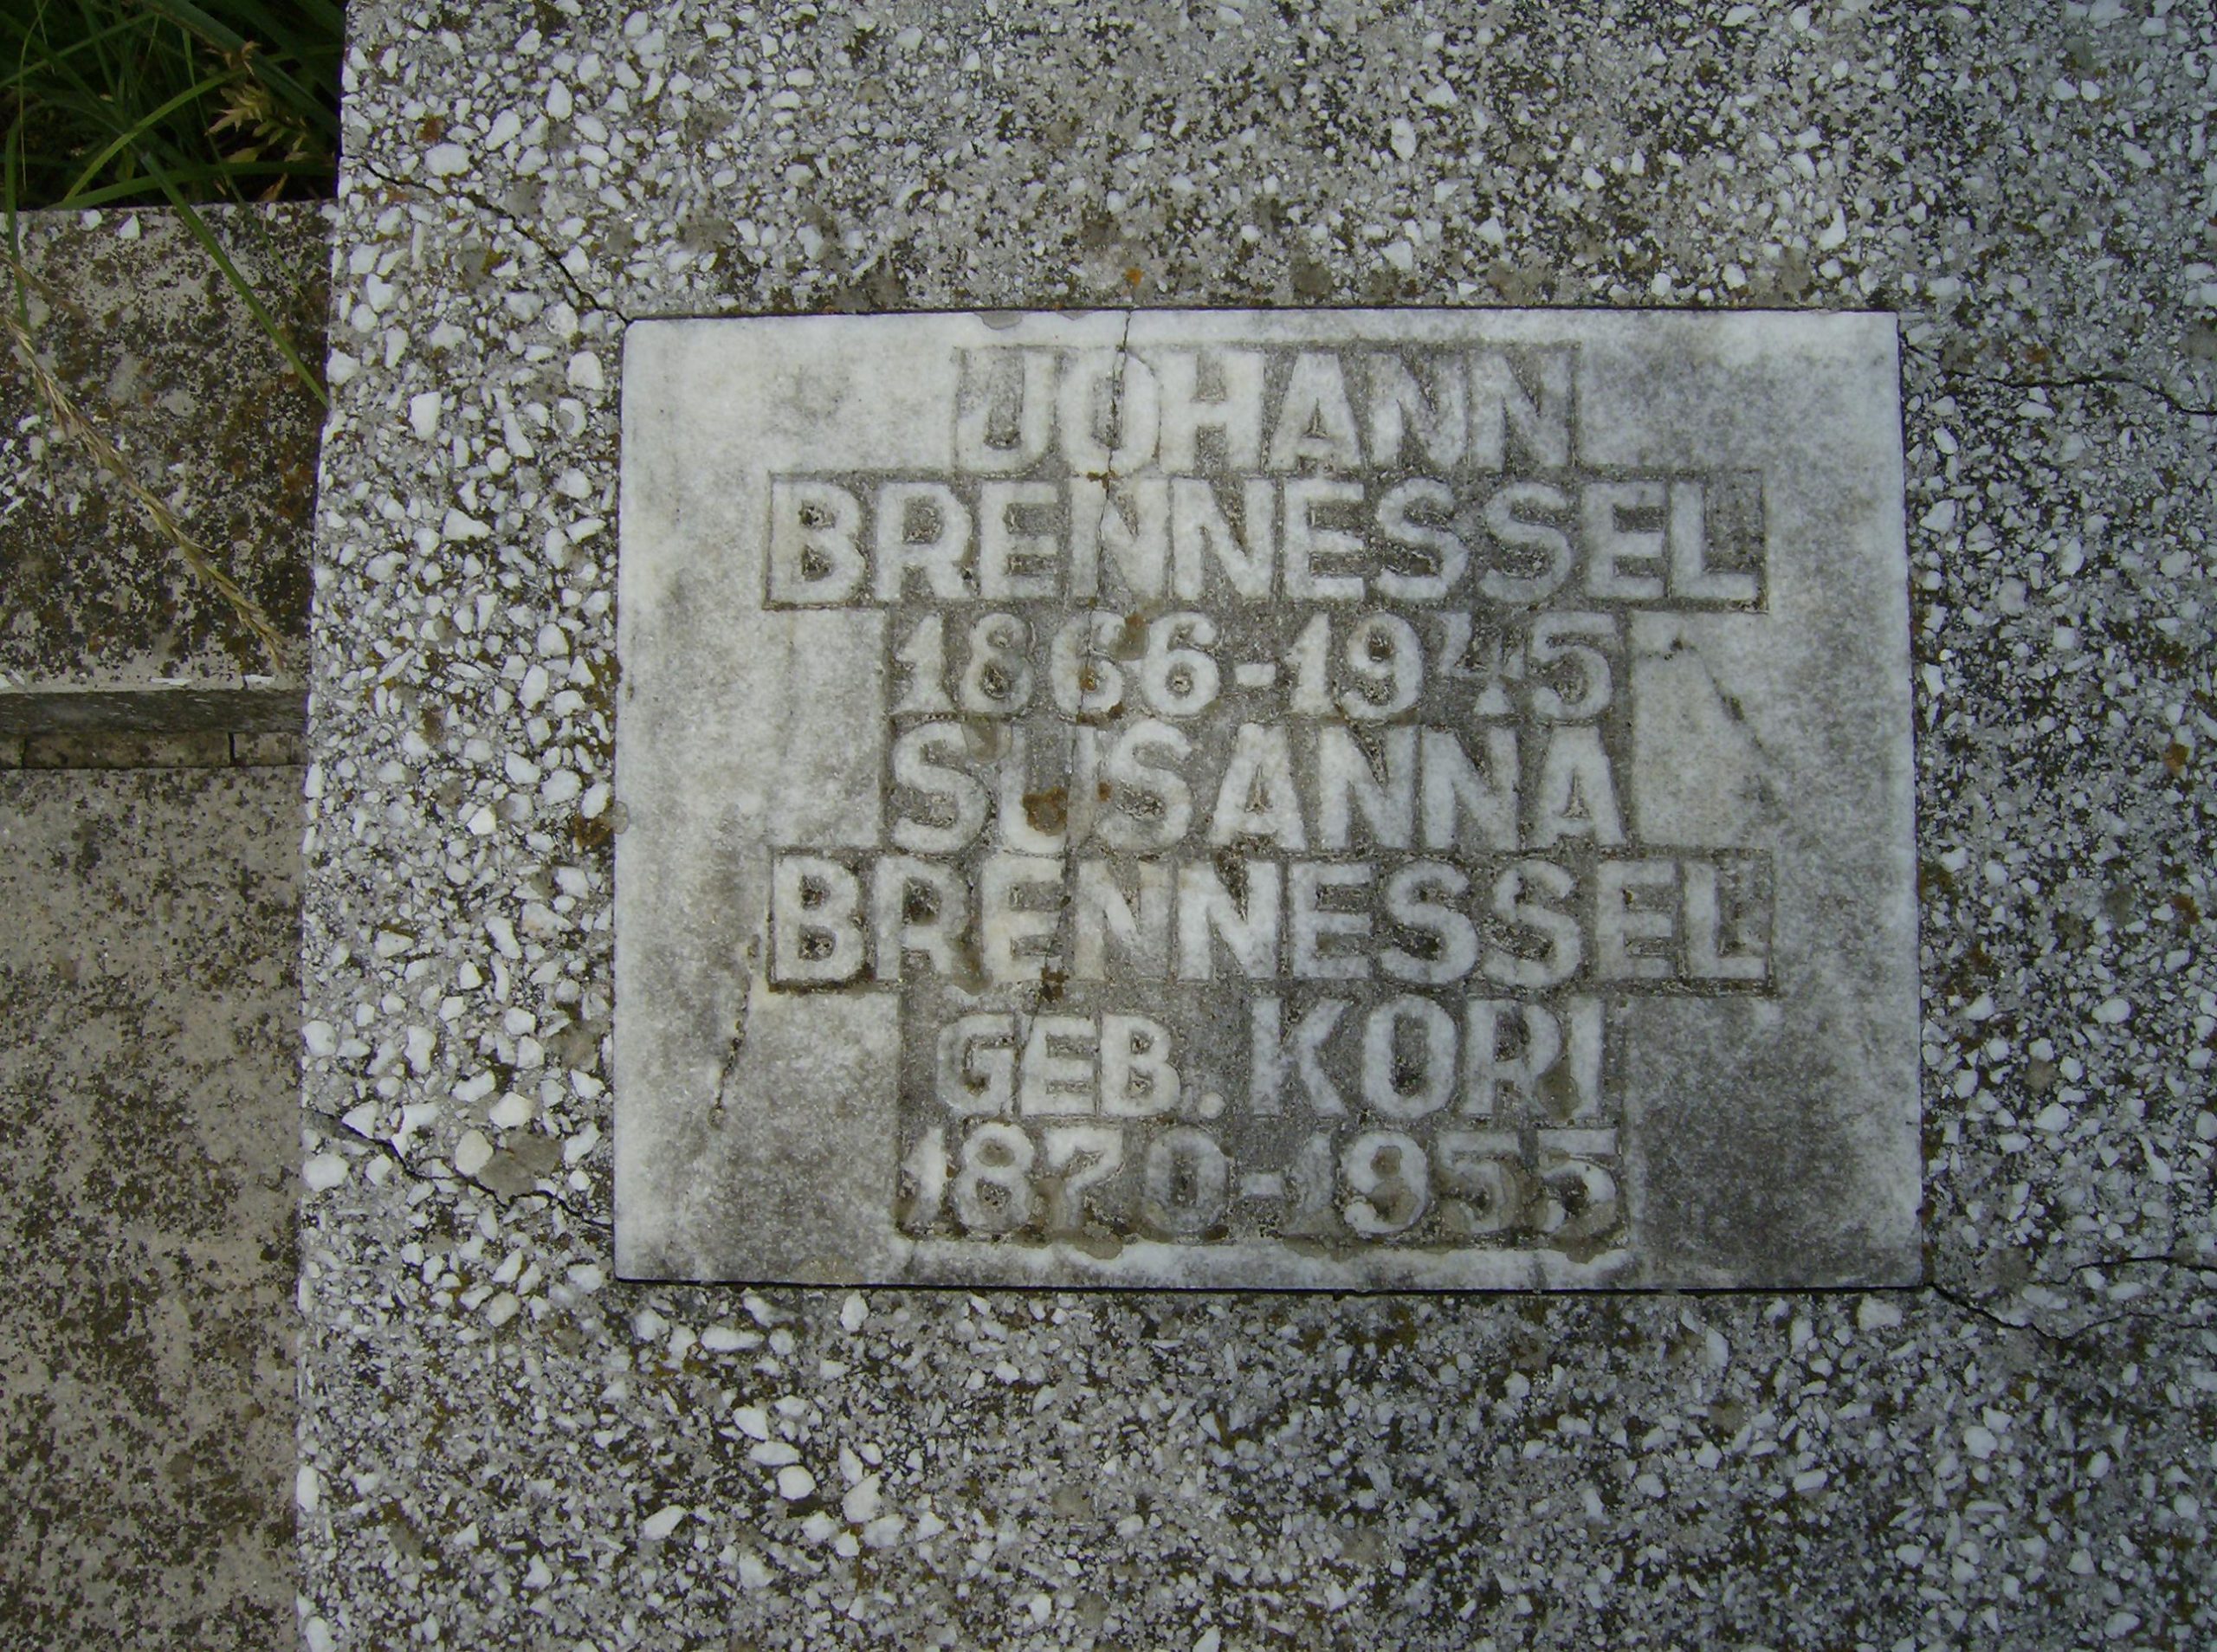 JOHANN
BRENNESSEL
1866-1945
SUSANNA
BRENNESSEL
GEB. KORI
1870-1955